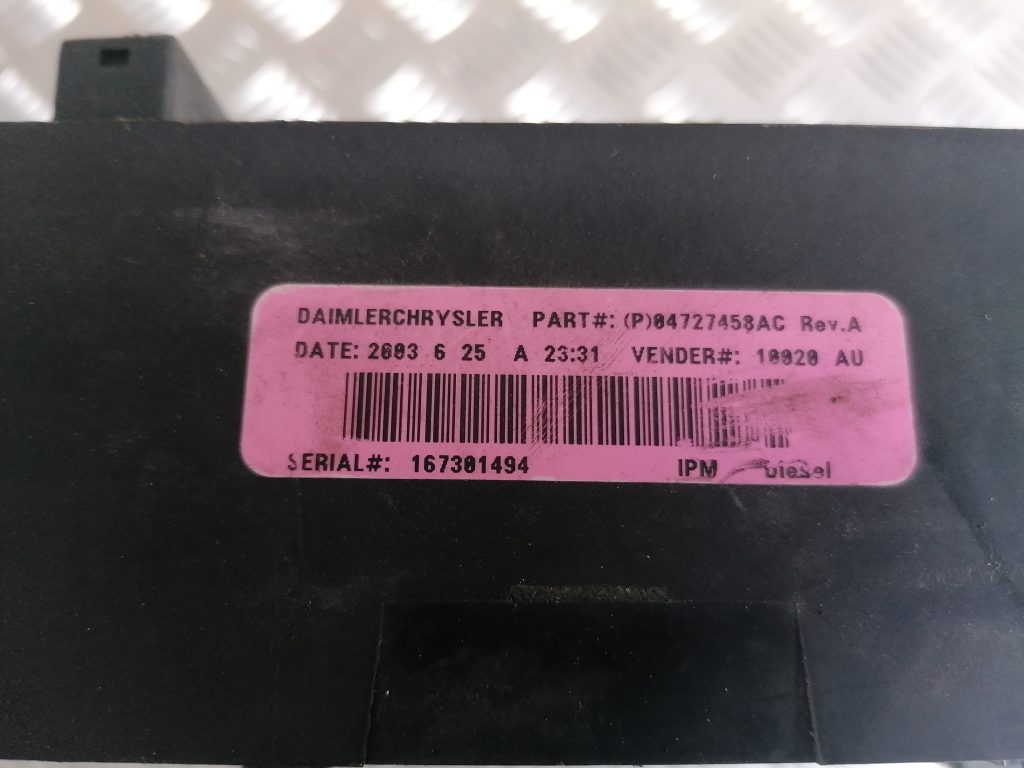 DAIMLERCHRYSLER PART#: (P)04727458AC Rev.A
DATE: 2003 6 25 A 23:31 VENDER#: 10020 AU
SERIAL#: 167301494 IPM Diesel